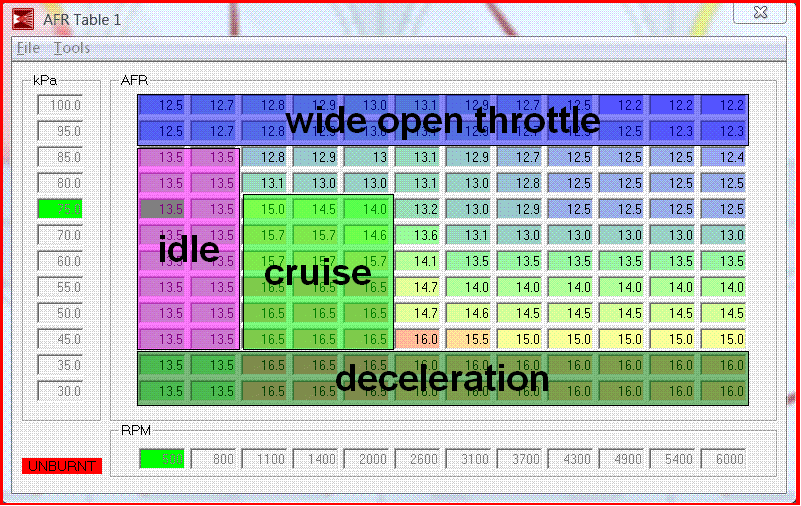 AFR Table 1
File Tools
kPa AFR
100.0 12.5 12.7 12.8 12.9 13.0 13.1 12.9 12.7 12.5 12.2 12.2 12.2
wide open throttle
95.0 12.5 12.7 12.8 12.9 13.0 13.1 12.9 12.8 12.5 12.3 12.3
85.0 13.5 13.5 12.8 12.9 13 13.1 12.9 12.7 12.5 12.5 12.5 12.4
80.0 13.5 13.5 13.1 13.0 13.0 13.1 13.0 12.8 12.5 12.5 12.5 12.5
13.5 13.5 15.0 14.5 14.0 13.2 13.0 12.9 12.5 12.5 12.5 12.5
70.0 13.5 13.5 15.7 15.7 14.6 13.6 13.1 13.0 13.0 13.0 13.0 13.0
idle
60.0 13.5 13.5 15.6 14.1 13.5 13.5 13.5 13.5 13.5 13.5
cruise
55.0 13.5 13.5 16.5 16.5 16.5 14.7 14.0 14.0 14.0 14.0 14.0 14.0
50.0 13.5 13.5 16.5 16.5 16.5 14.7 14.6 14.5 14.5 14.5 14.5 14.5
45.0 13.5 13.5 16.5 16.5 16.5 16.0 15.5 15.0 15.0 15.0 15.0 15.0
35.0 13.5 13.5 16.5 16.5 16.5 16.0 16.0 16.0 16.0 16.0 16.0 16.0
deceleration
30.0 13.5 13.5 16.5 16.5 16.5 16.0 16.0 16.0 16.0 16.0 16.0 16.0
RPM
UNBURNT
800 1100 1400 2000 2600 3100 3700 4300 4900 5400 6000